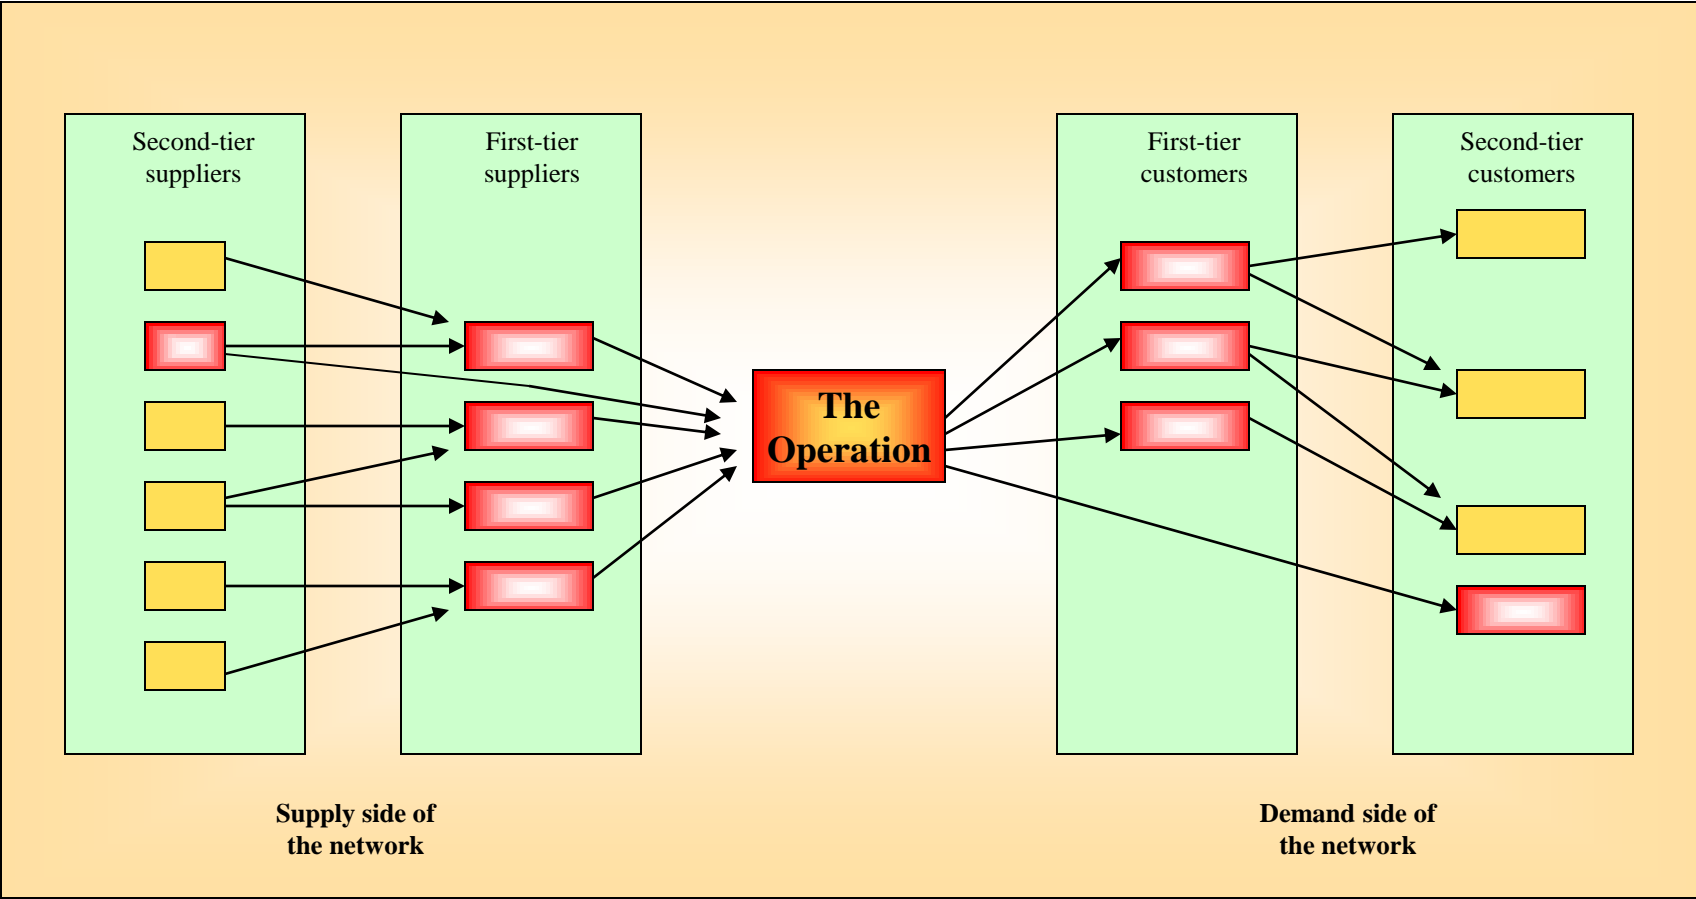 Second-tier
suppliers
First-tier
suppliers
First-tier
customers
Second-tier
customers
The
Operation
Supply side of
the network
Demand side of
the network